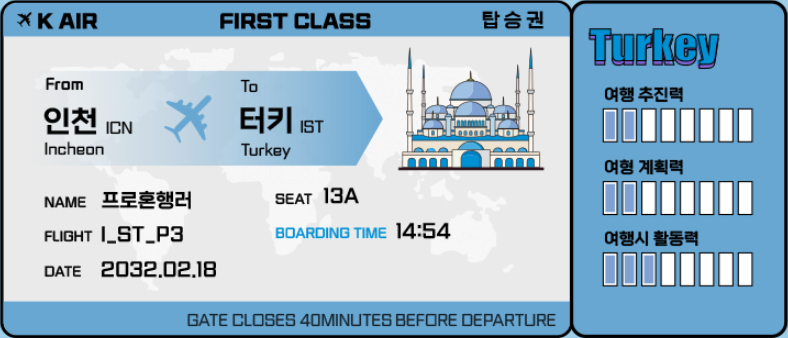 K AIR FIRST CLASS 탑승권
From
인천 ICN
Incheon
To
터키 IST
Turkey
NAME 프로혼행러
SEAT 13A
FLIGHT I_ST_P3
BOARDING TIME 14:54
DATE 2032.02.18
GATE CLOSES 40MINUTES BEFORE DEPARTURE
Turkey
여행 추진력
여형 계획력
여행시 활동력